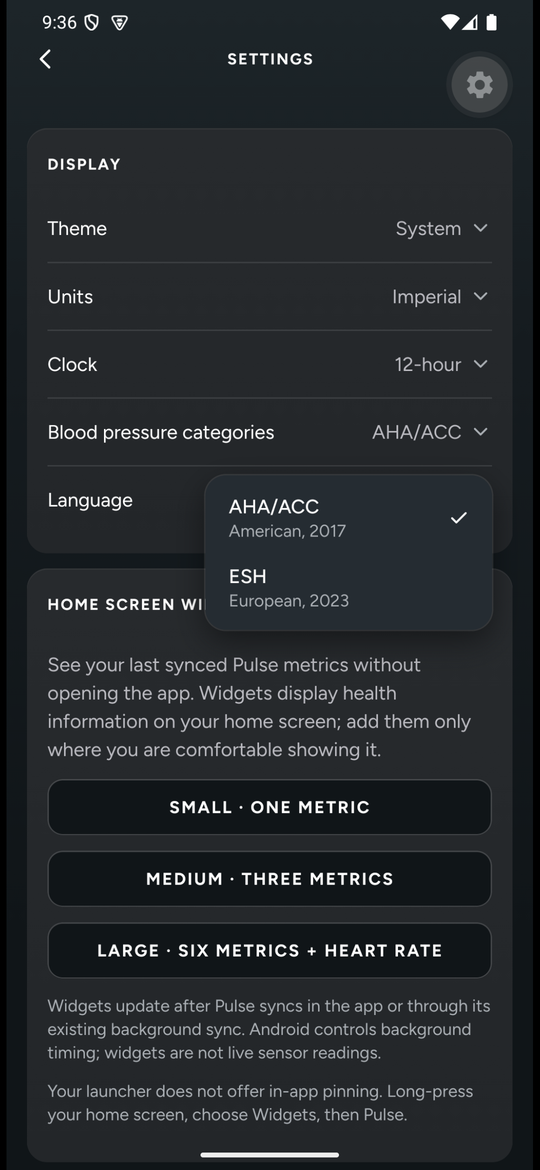 9:36
SETTINGS
DISPLAY
Theme
System
Units
Imperial
Clock
12-hour
Blood pressure categories
AHA/ACC
Language
AHA/ACC
American, 2017
ESH
European, 2023
HOME SCREEN
See your last synced Pulse metrics without
opening the app. Widgets display health
information on your home screen; add them only
where you are comfortable showing it.
SMALL · ONE METRIC
MEDIUM · THREE METRICS
LARGE · SIX METRICS + HEART RATE
Widgets update after Pulse syncs in the app or through its
existing background sync. Android controls background
timing; widgets are not live sensor readings.
Your launcher does not offer in-app pinning. Long-press
your home screen, choose Widgets, then Pulse.